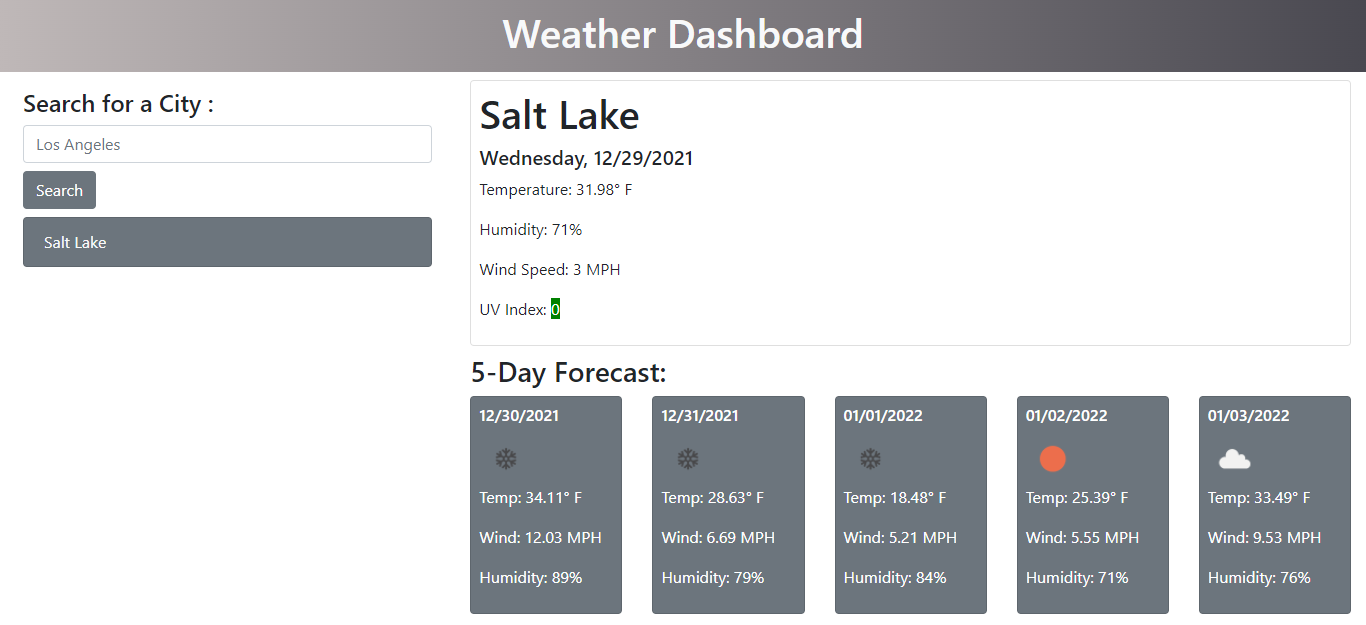 Weather Dashboard
Search for a City :
Los Angeles
Search
Salt Lake
Salt Lake
Wednesday, 12/29/2021
Temperature: 31.98° F
Humidity: 71%
Wind Speed: 3 MPH
UV Index: 0
5-Day Forecast:
12/30/2021
Temp: 34.11° F
Wind: 12.03 MPH
Humidity: 89%
12/31/2021
Temp: 28.63° F
Wind: 6.69 MPH
Humidity: 79%
01/01/2022
Temp: 18.48° F
Wind: 5.21 MPH
Humidity: 84%
01/02/2022
Temp: 25.39° F
Wind: 5.55 MPH
Humidity: 71%
01/03/2022
Temp: 33.49° F
Wind: 9.53 MPH
Humidity: 76%